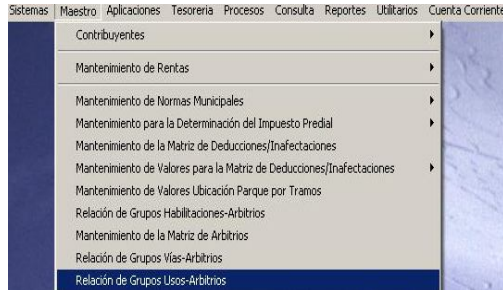 Sistemas Maestro Aplicaciones Tesoreria Procesos Consulta Reportes Utilitarios Cuenta Corriente
Contribuyentes
Mantenimiento de Rentas
Mantenimiento de Normas Municipales
Mantenimiento para la Determinación del Impuesto Predial
Mantenimiento de la Matriz de Deducciones/Inafectaciones
Mantenimiento de Valores para la Matriz de Deducciones/Inafectaciones
Mantenimiento de Valores Ubicación Parque por Tramos
Relación de Grupos Habilitaciones-Arbitrios
Mantenimiento de la Matriz de Arbitrios
Relación de Grupos Vías-Arbitrios
Relación de Grupos Usos-Arbitrios